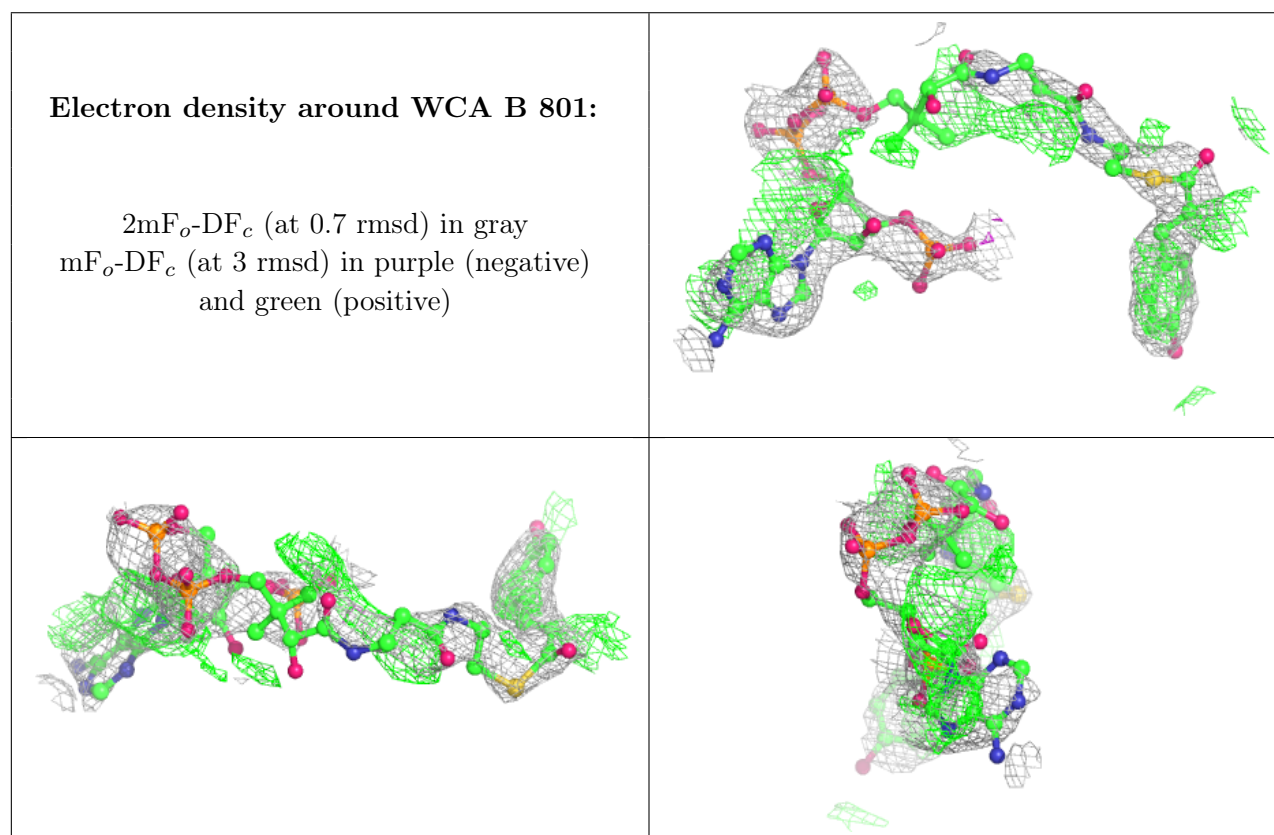 Electron density around WCA B 801:
2mFo-DFc (at 0.7 rmsd) in gray
mFo-DFc (at 3 rmsd) in purple (negative)
and green (positive)